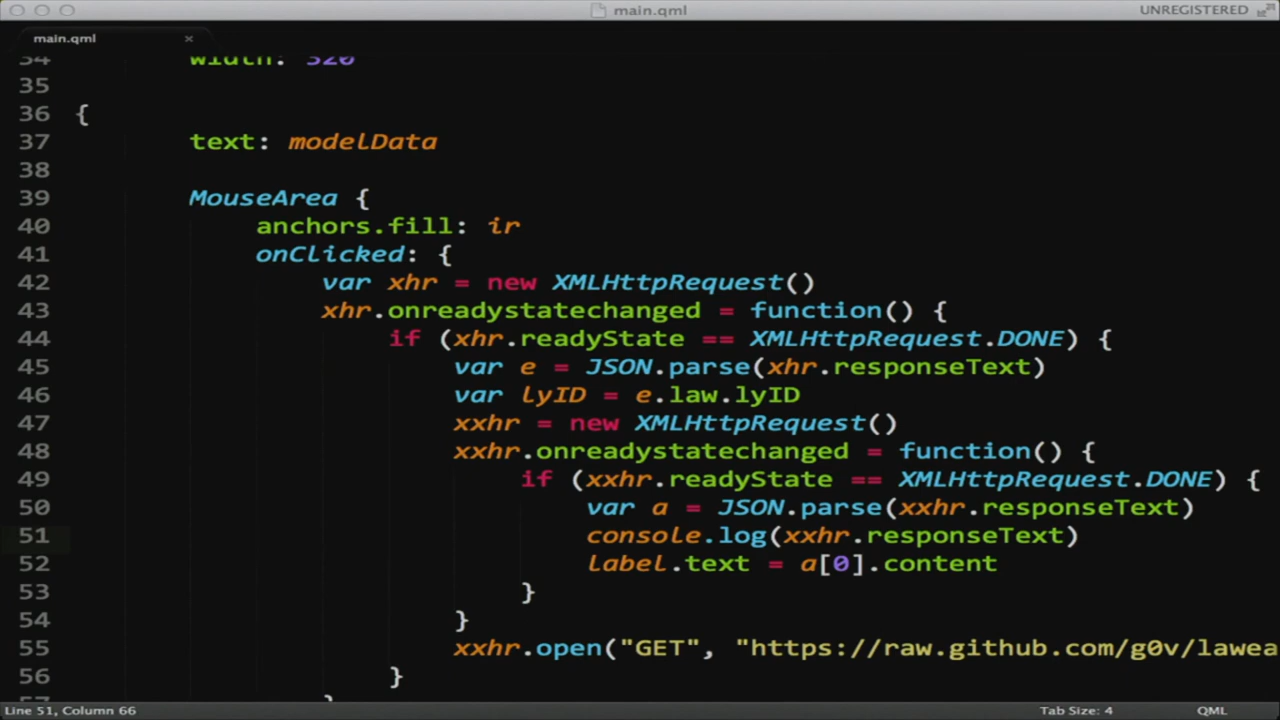 main.qml
UNREGISTERED
main.qml ×
34 width: 320
35
36 {
37 text: modelData
38
39 MouseArea {
40 anchors.fill: ir
41 onClicked: {
42 var xhr = new XMLHttpRequest()
43 xhr.onreadystatechanged = function() {
44 if (xhr.readyState == XMLHttpRequest.DONE) {
45 var e = JSON.parse(xhr.responseText)
46 var lyID = e.law.lyID
47 xxhr = new XMLHttpRequest()
48 xxhr.onreadystatechanged = function() {
49 if (xxhr.readyState == XMLHttpRequest.DONE) {
50 var a = JSON.parse(xxhr.responseText)
51 console.log(xxhr.responseText)
52 label.text = a[0].content
53 }
54 }
55 xxhr.open("GET", "https://raw.github.com/g0v/lawea
56 }
57 }
Line 51, Column 66
Tab Size: 4
QML